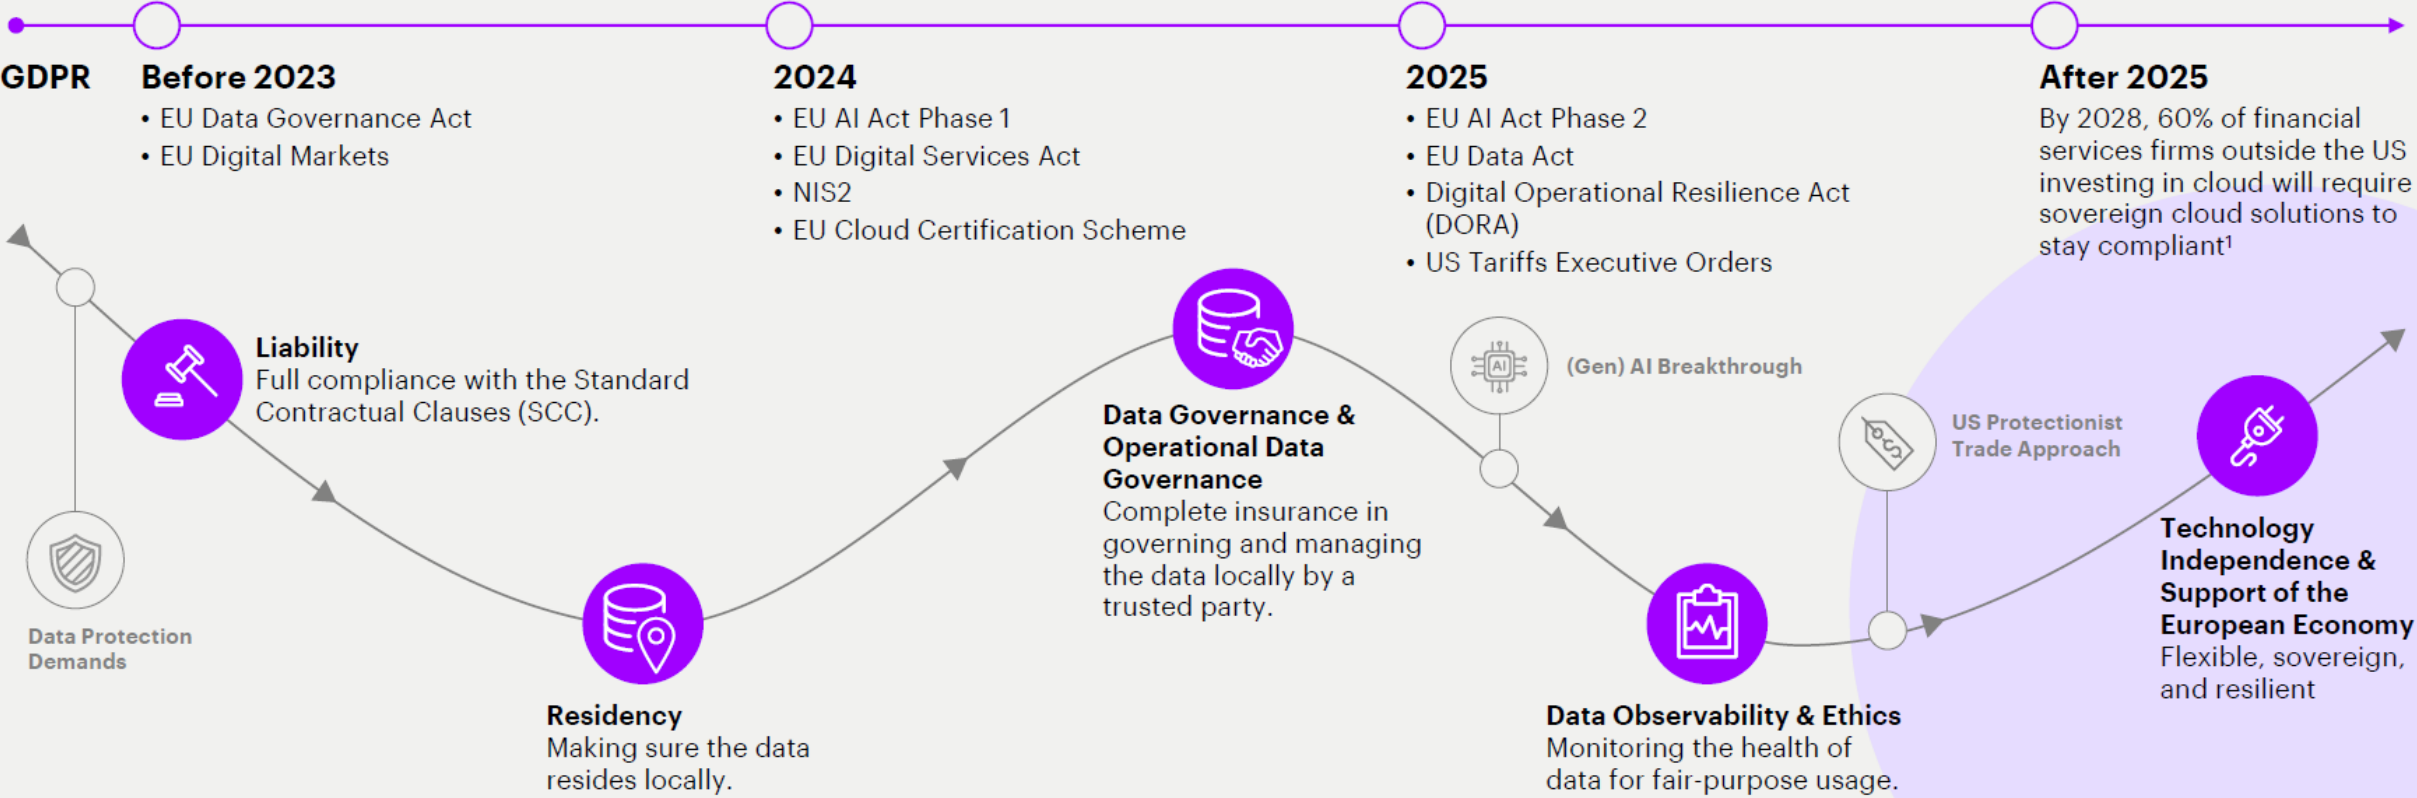 GDPR
Before 2023
• EU Data Governance Act
• EU Digital Markets
2024
• EU AI Act Phase 1
• EU Digital Services Act
• NIS2
• EU Cloud Certification Scheme
2025
• EU AI Act Phase 2
• EU Data Act
• Digital Operational Resilience Act
(DORA)
• US Tariffs Executive Orders
After 2025
By 2028, 60% of financial
services firms outside the US
investing in cloud will require
sovereign cloud solutions to
stay compliant¹
Data Protection
Demands
Liability
Full compliance with the Standard
Contractual Clauses (SCC).
Residency
Making sure the data
resides locally.
Data Governance &
Operational Data
Governance
Complete insurance in
governing and managing
the data locally by a
trusted party.
AI
(Gen) AI Breakthrough
Data Observability & Ethics
Monitoring the health of
data for fair-purpose usage.
US Protectionist
Trade Approach
Technology
Independence &
Support of the
European Economy
Flexible, sovereign,
and resilient